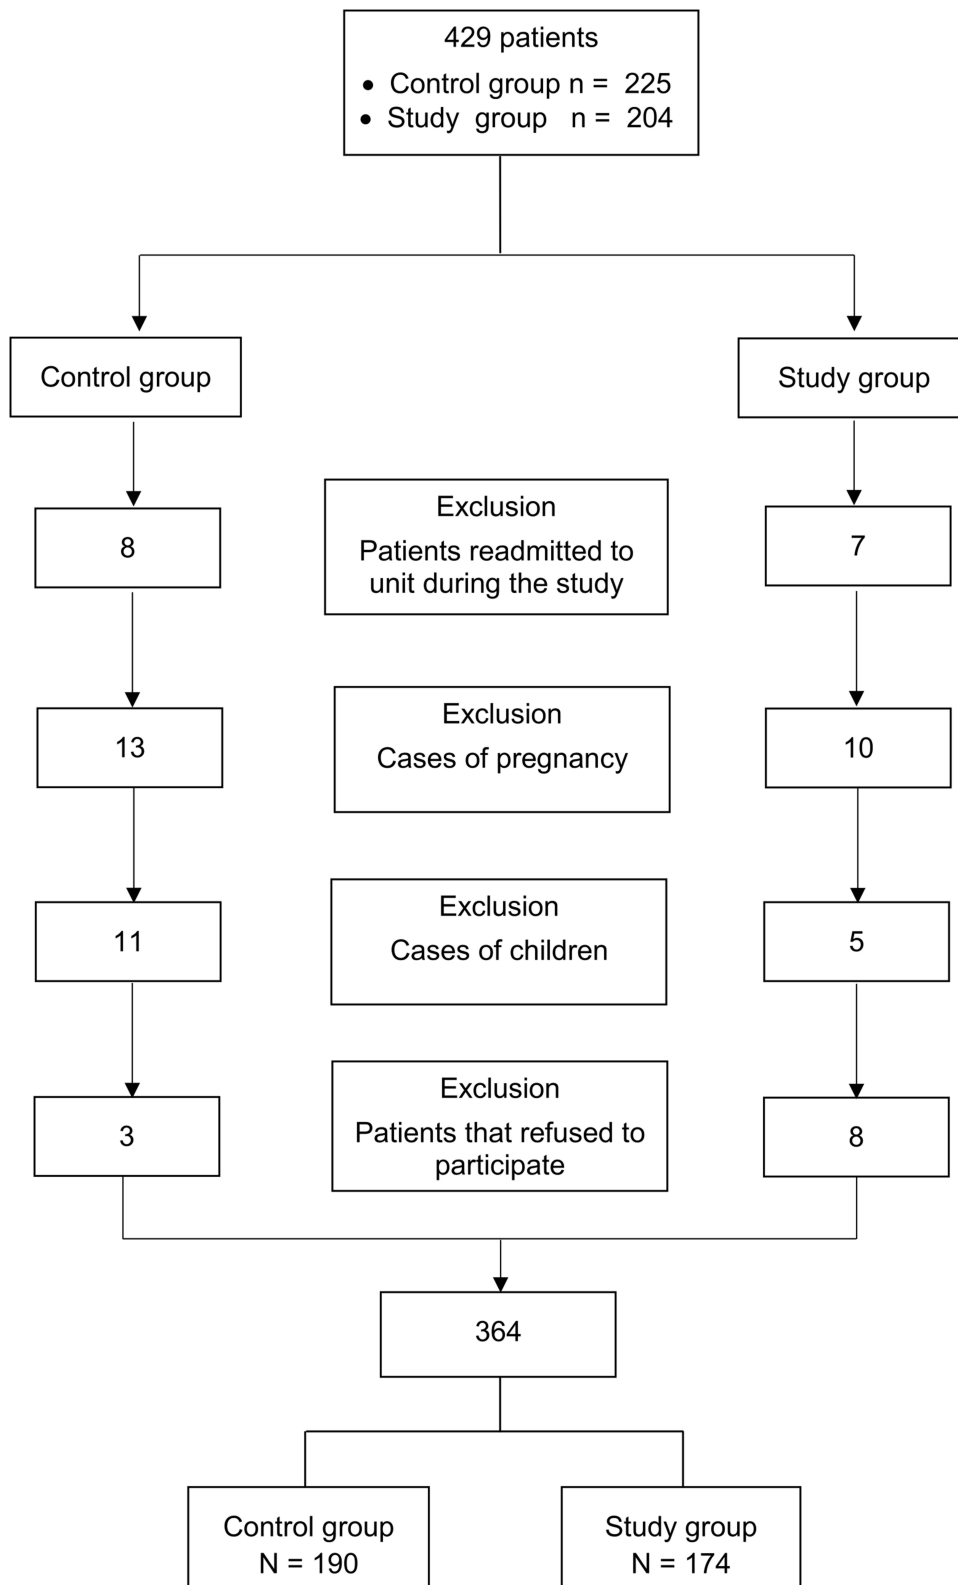 429 patients
• Control group n = 225
• Study group n = 204
Control group
Study group
8
Exclusion
Patients readmitted to
unit during the study
7
13
Exclusion
Cases of pregnancy
10
11
Exclusion
Cases of children
5
3
Exclusion
Patients that refused to
participate
8
364
Control group
N = 190
Study group
N = 174